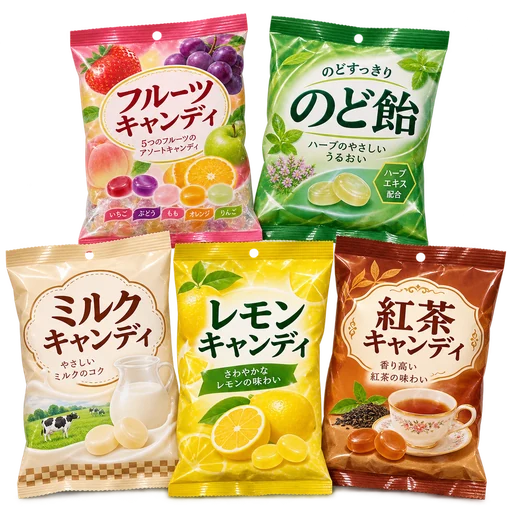 フルーツ
キャンディ
5つのフルーツの
アソートキャンディ
いちご
ぶどう
もも
オレンジ
りんご
のどすっきり
のど飴
ハーブのやさしい
うるおい
ハーブ
エキス
配合
ミルク
キャンディ
やさしい
ミルクのコク
レモン
キャンディ
さわやかな
レモンの味わい
紅茶
キャンディ
香り高い
紅茶の味わい